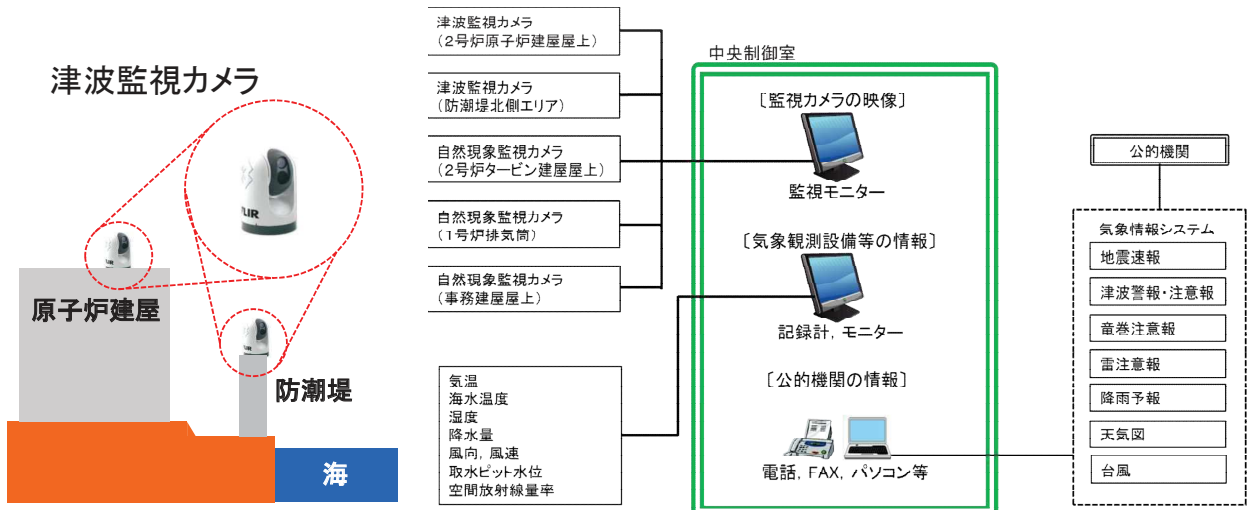 津波監視カメラ
FLIR
原子炉建屋
防潮堤
海
津波監視カメラ
(2号炉原子炉建屋屋上)
津波監視カメラ
(防潮堤北側エリア)
自然現象監視カメラ
(2号炉タービン建屋屋上)
自然現象監視カメラ
(1号炉排気筒)
自然現象監視カメラ
(事務建屋屋上)
気温
海水温度
湿度
降水量
風向,風速
取水ピット水位
空間放射線量率
中央制御室
〔監視カメラの映像〕
監視モニター
〔気象観測設備等の情報〕
記録計,モニター
〔公的機関の情報〕
電話,FAX,パソコン等
公的機関
気象情報システム
地震速報
津波警報・注意報
竜巻注意報
雷注意報
降雨予報
天気図
台風